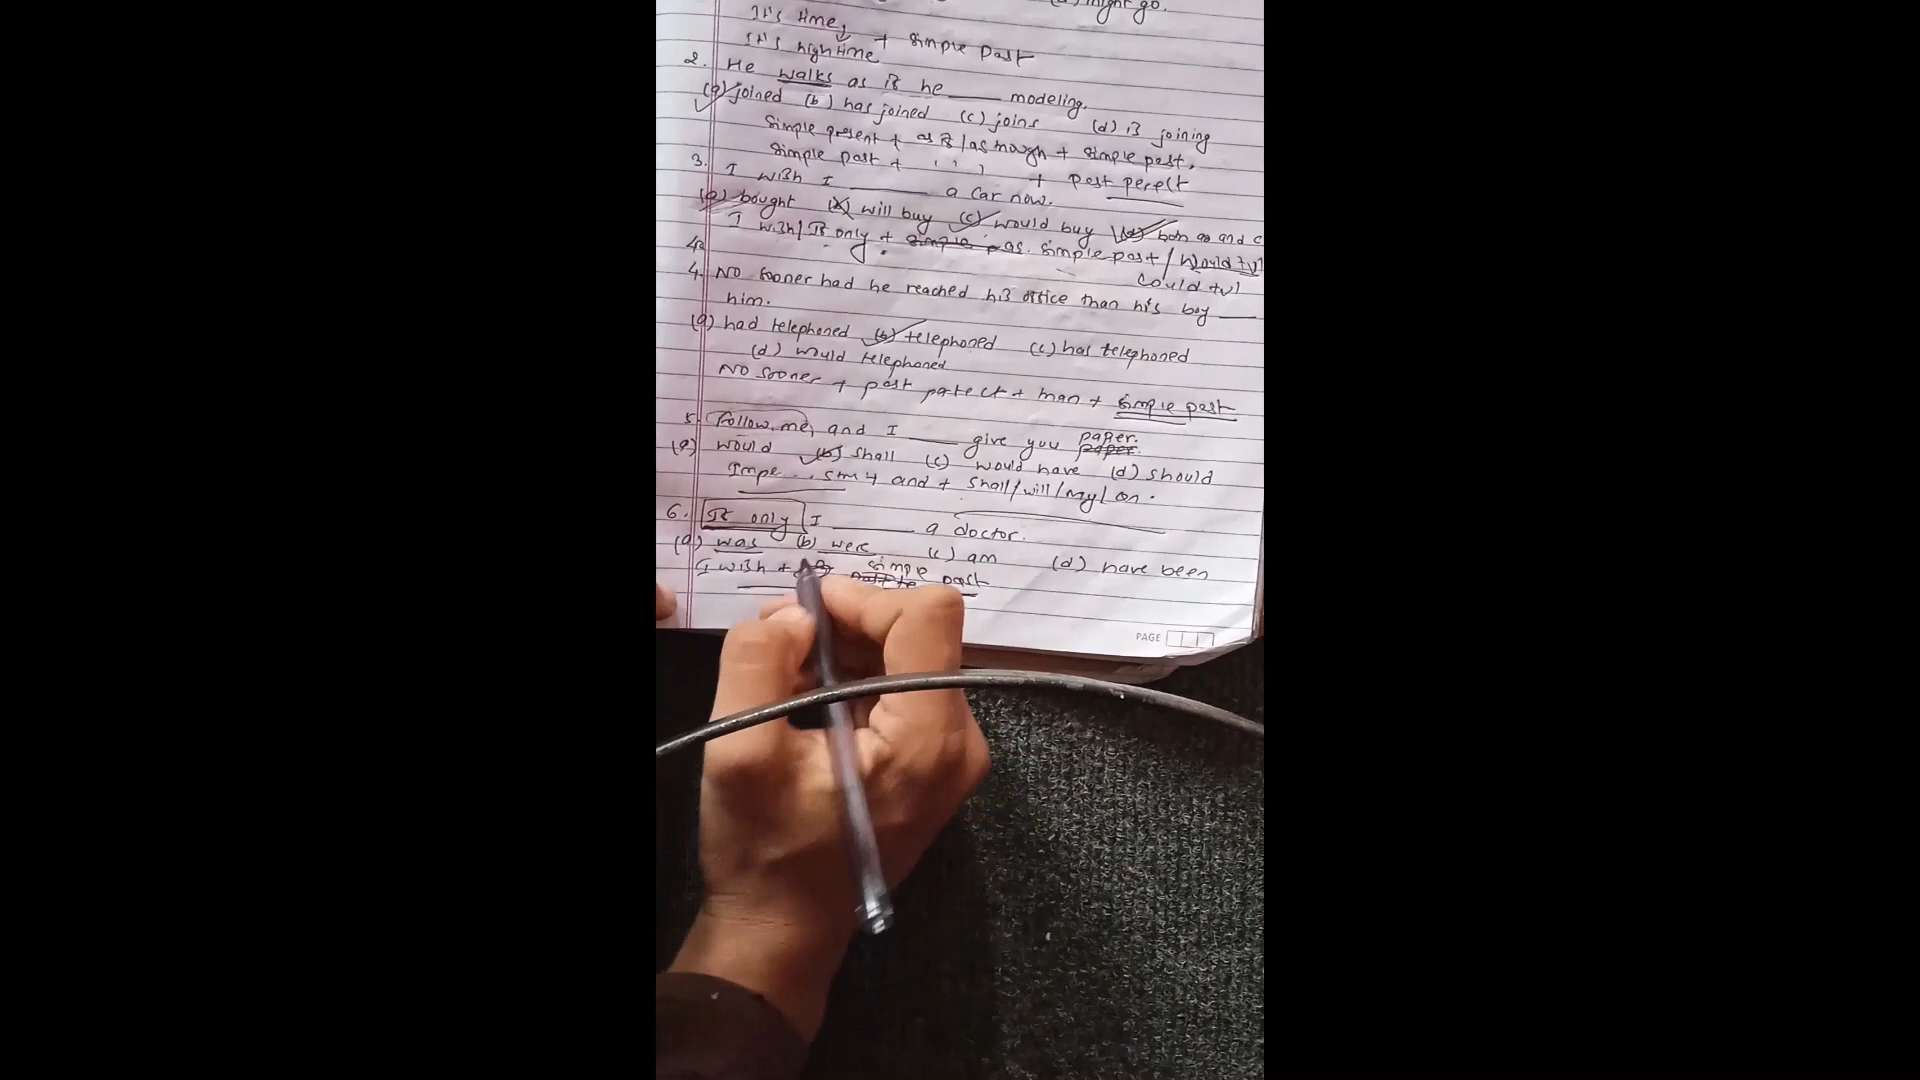 might go.
It's time,
It's high time + simple past
2. He walks as if he ____ modeling.
(a) joined (b) has joined (c) joins (d) is joining
Simple present + as if / as though + simple past,
Simple past + , , , + past perfect
3. I wish I ____ a car now.
(a) bought (b) will buy (c) would buy (d) both a and c
I wish / If only + simple past / would + v1
could + v1
4. No sooner had he reached his office than his boy ____
him.
(a) had telephoned (b) telephoned (c) has telephoned
(d) would telephoned
No sooner + past partect + than + simple past
5. Follow me, and I ____ give you paper.
(a) would (b) shall (c) would have (d) should
Impe... and + shall / will / may /
6. If only I ____ a doctor.
(a) was (b) were (c) am (d) have been
I wish + simple past
PAGE